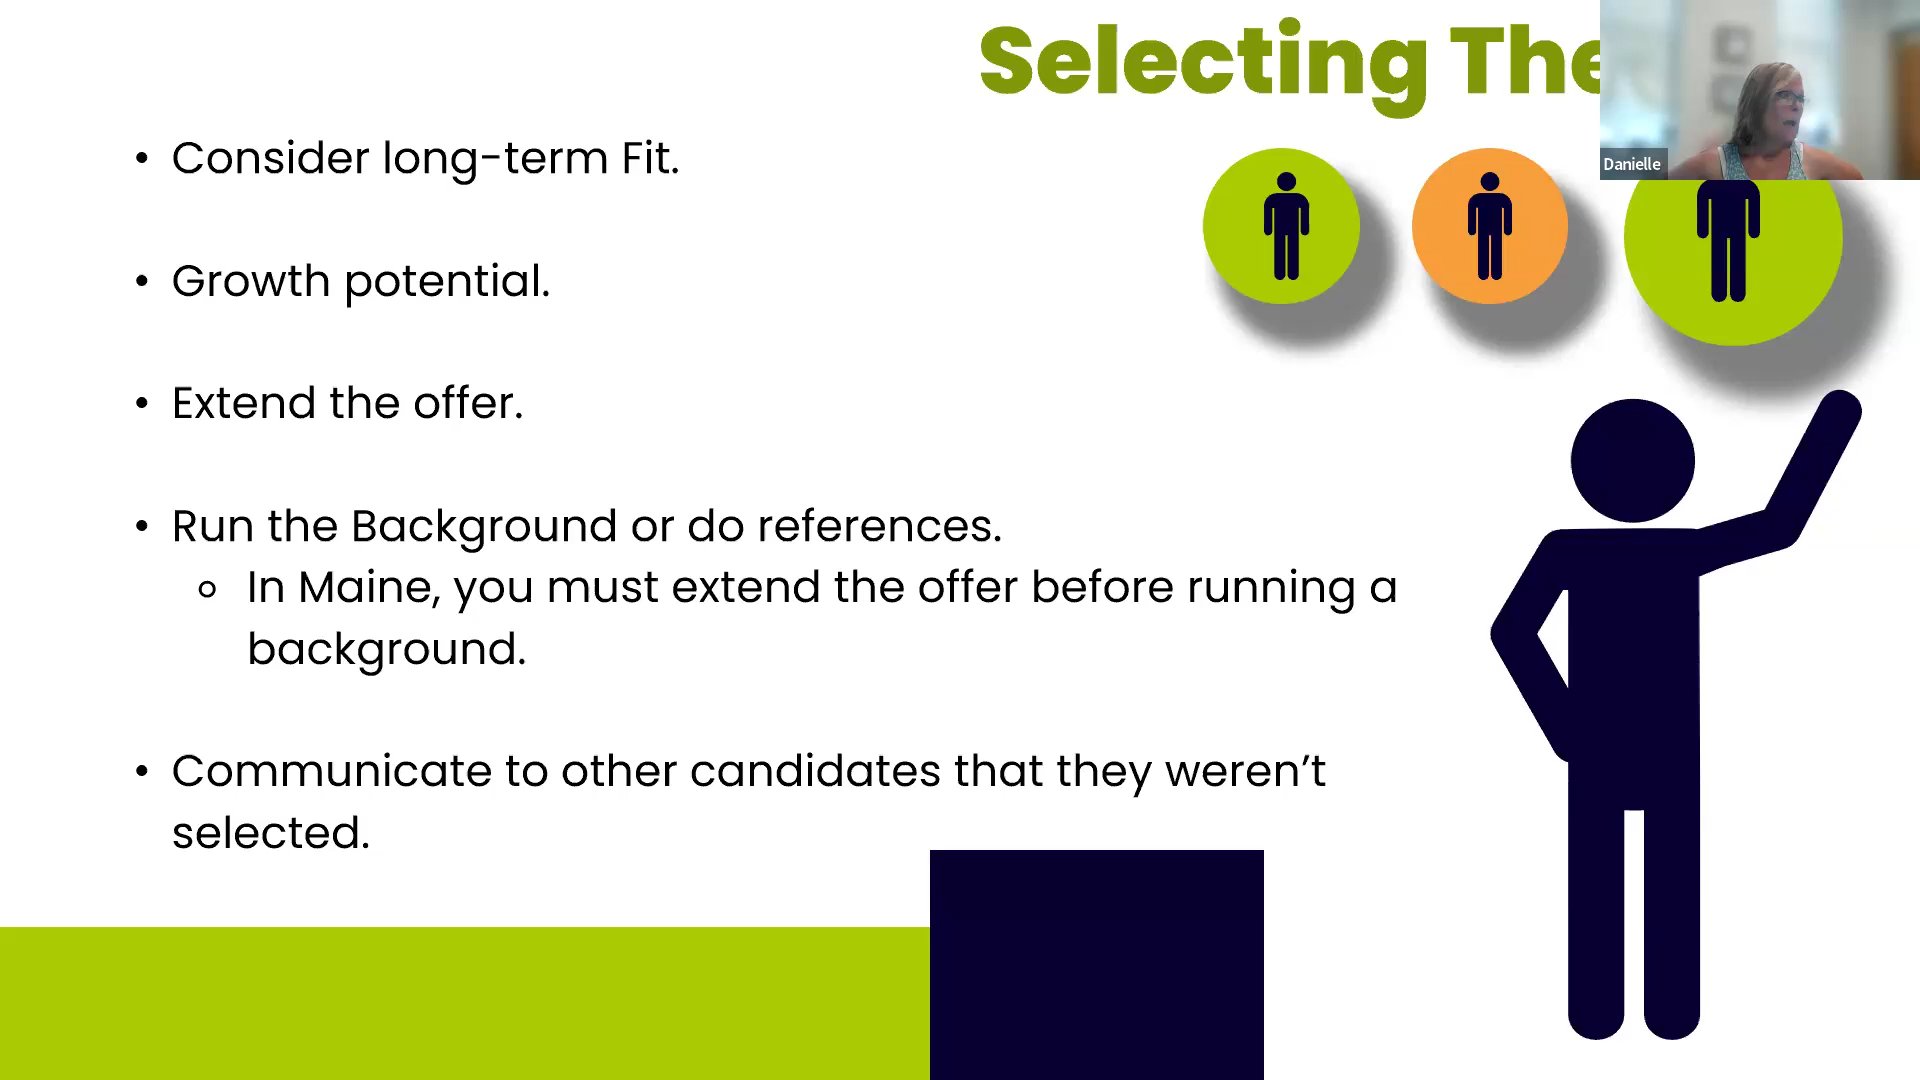 Selecting The
Danielle
• Consider long-term Fit.
• Growth potential.
• Extend the offer.
• Run the Background or do references.
◦ In Maine, you must extend the offer before running a
background.
• Communicate to other candidates that they weren’t
selected.